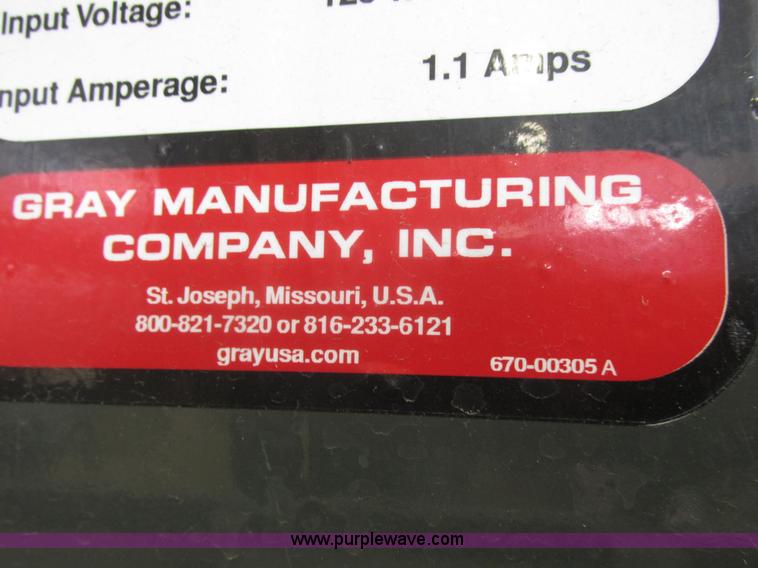 Input Voltage:
Input Amperage: 1.1 Amps
GRAY MANUFACTURING
COMPANY, INC.
St. Joseph, Missouri, U.S.A.
800-821-7320 or 816-233-6121
grayusa.com 670-00305 A
www.purplewave.com